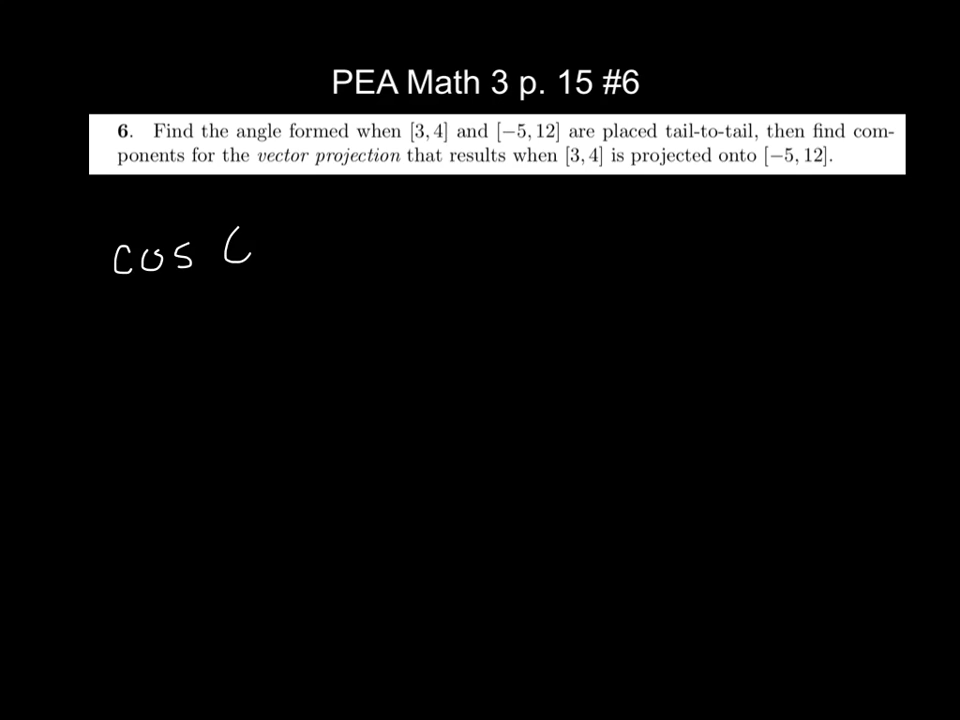 PEA Math 3 p. 15 #6
6. Find the angle formed when [3, 4] and [−5, 12] are placed tail-to-tail, then find com-
ponents for the vector projection that results when [3, 4] is projected onto [−5, 12].
cos (